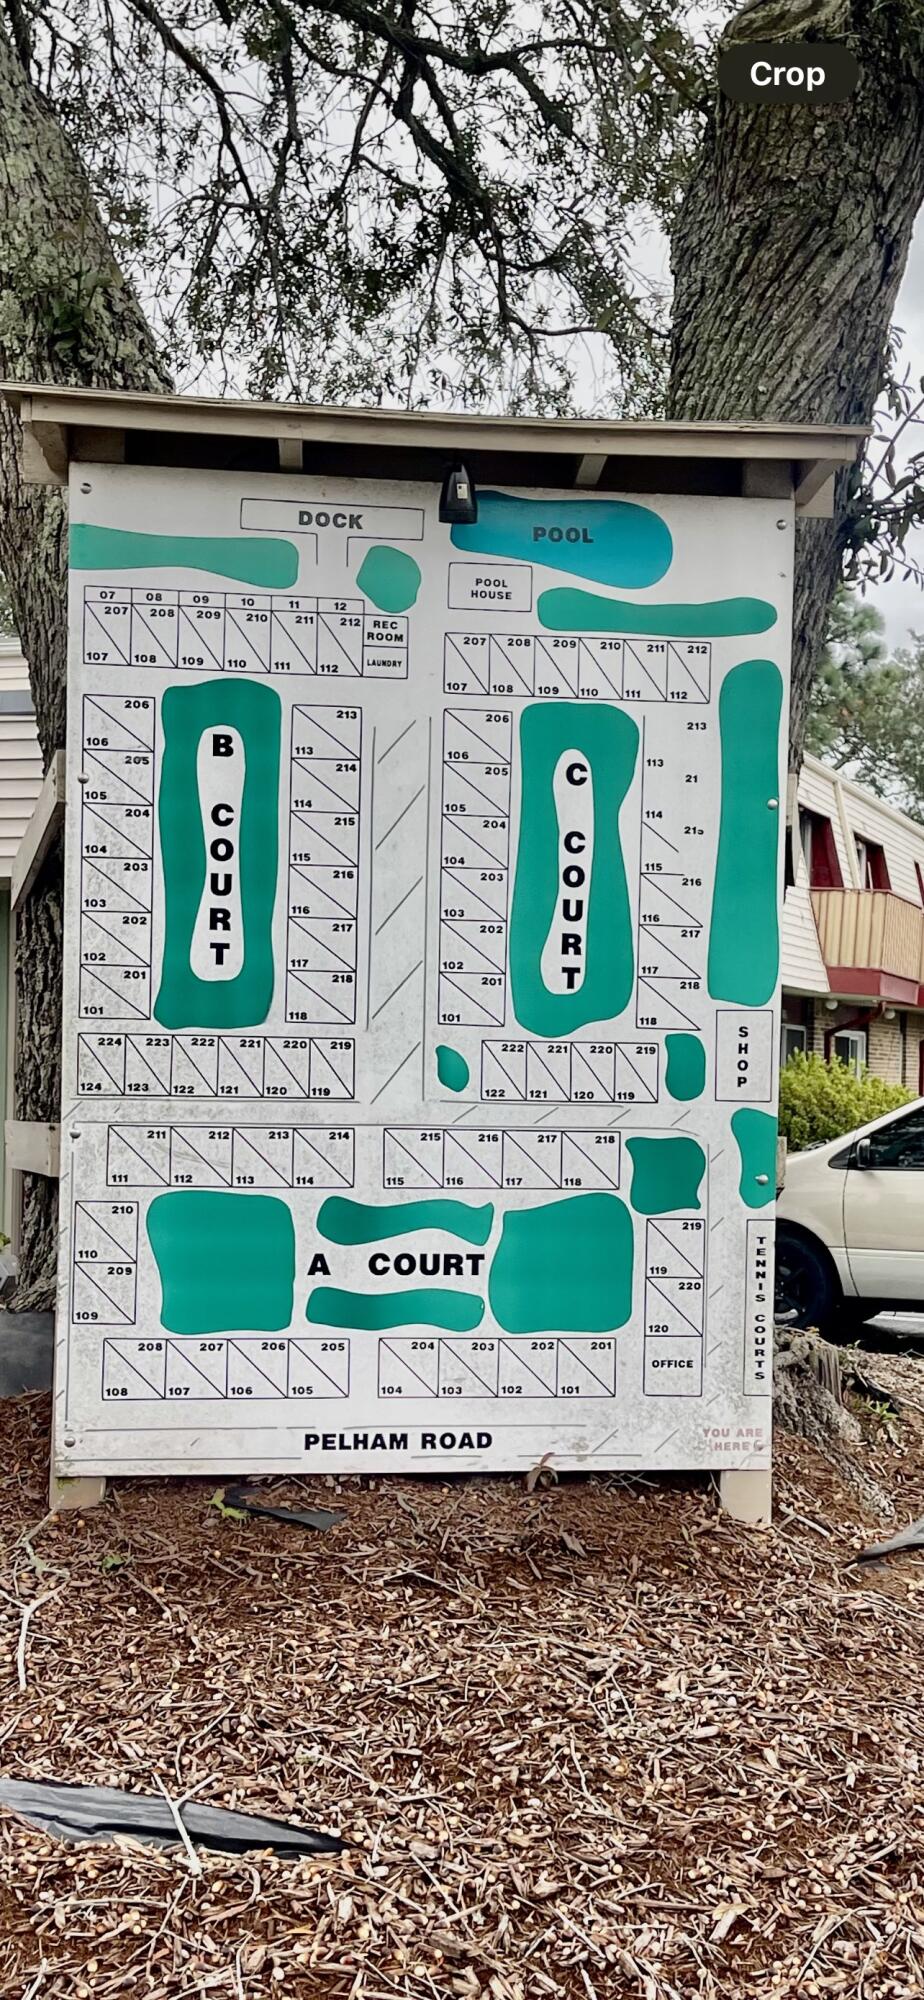 Crop
DOCK
POOL
POOL
HOUSE
07 08 09 10 11 12
207 208 209 210 211 212
107 108 109 110 111 112
REC
ROOM
LAUNDRY
207 208 209 210 211 212
107 108 109 110 111 112
206
106
205
105
204
104
203
103
202
102
201
101
B COURT
213
113
214
114
215
115
216
116
217
117
218
118
206
106
205
105
204
104
203
103
202
102
201
101
C COURT
213
113
21
114
115
216
116
217
117
218
118
SHOP
224 223 222 221 220 219
124 123 122 121 120 119
222 221 220 219
122 121 120 119
211 212 213 214
111 112 113 114
215 216 217 218
115 116 117 118
210
110
209
109
A COURT
219
119
220
120
OFFICE
TENNIS COURTS
208 207 206 205
108 107 106 105
204 203 202 201
104 103 102 101
PELHAM ROAD
YOU ARE
HERE